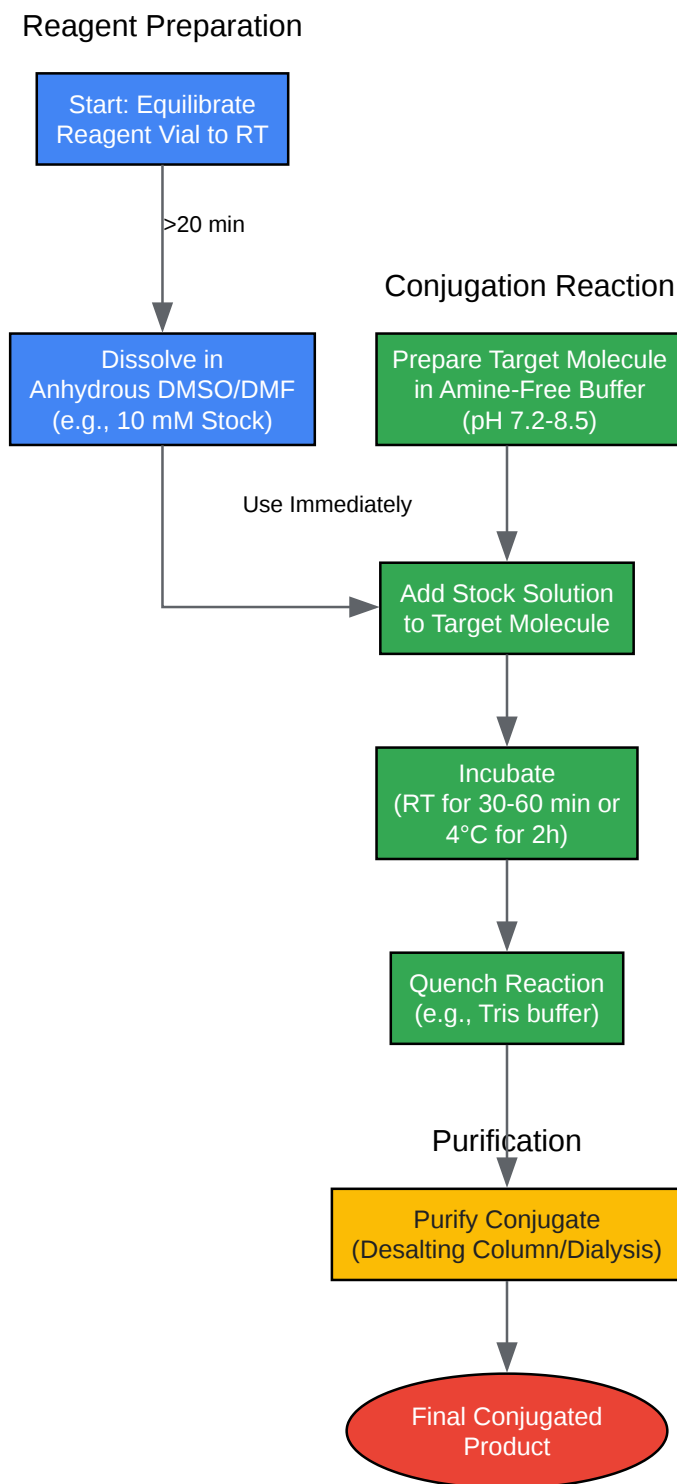 Reagent Preparation
Start: Equilibrate
Reagent Vial to RT
>20 min
Dissolve in
Anhydrous DMSO/DMF
(e.g., 10 mM Stock)
Use Immediately
Conjugation Reaction
Prepare Target Molecule
in Amine-Free Buffer
(pH 7.2-8.5)
Add Stock Solution
to Target Molecule
Incubate
(RT for 30-60 min or
4°C for 2h)
Quench Reaction
(e.g., Tris buffer)
Purification
Purify Conjugate
(Desalting Column/Dialysis)
Final Conjugated
Product